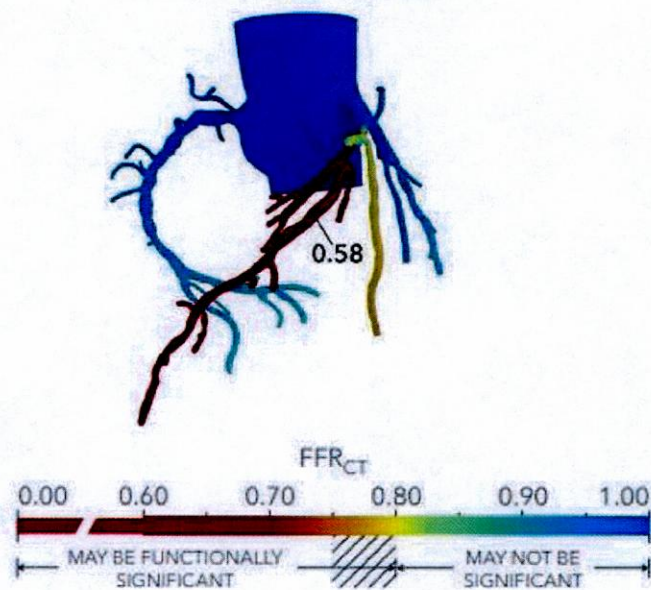 0.58
FFRCT
0.00 0.60 0.70 0.80 0.90 1.00
MAY BE FUNCTIONALLY SIGNIFICANT
MAY NOT BE SIGNIFICANT